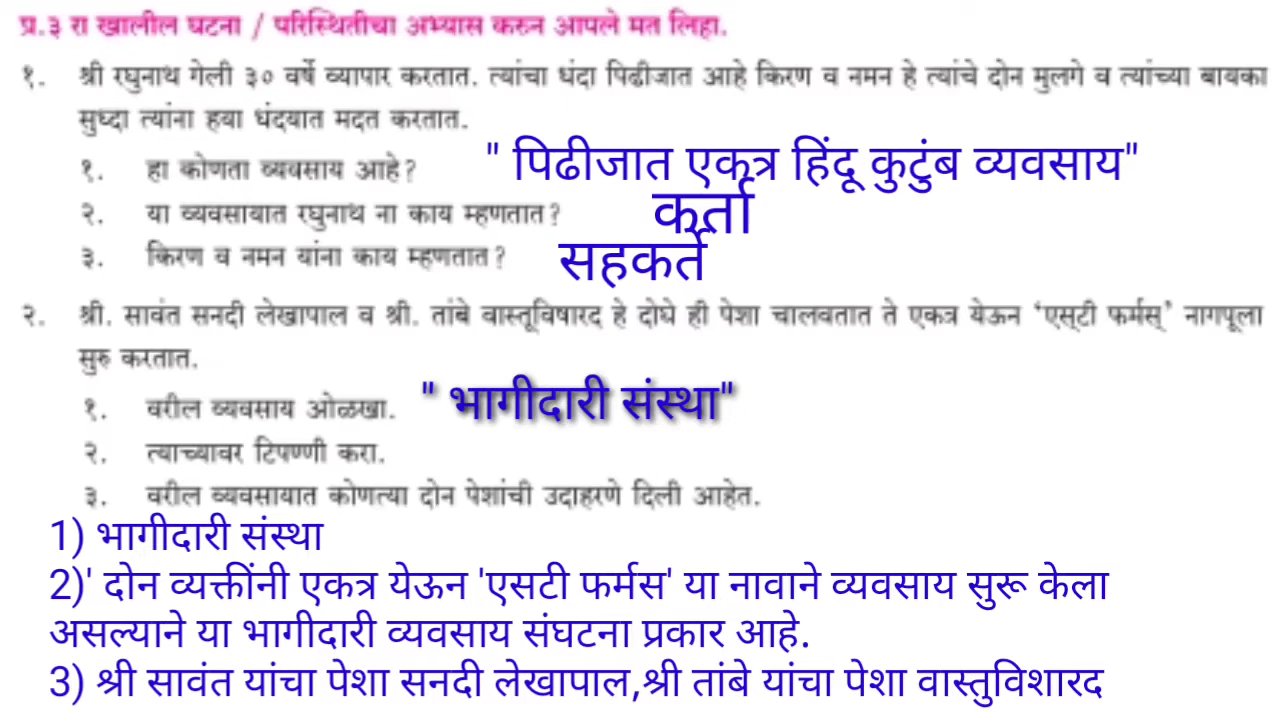 प्र.३ रा खालील घटना / परिस्थितीचा अभ्यास करुन आपले मत लिहा.
१. श्री रघुनाथ गेली ३० वर्षे व्यापार करतात. त्यांचा धंदा पिढीजात आहे किरण व नमन हे त्यांचे दोन मुलगे व त्यांच्या बायका
सुध्दा त्यांना हया धंदयात मदत करतात.
१. हा कोणता व्यवसाय आहे? " पिढीजात एकत्र हिंदू कुटुंब व्यवसाय"
२. या व्यवसायात रघुनाथ ना काय म्हणतात? कर्ता
३. किरण व नमन यांना काय म्हणतात? सहकर्ते
२. श्री. सावंत सनदी लेखापाल व श्री. तांबे वास्तूविषारद हे दोघे ही पेशा चालवतात ते एकत्र येऊन ‘एस्‌टी फर्मस्’ नागपूला
सुरु करतात.
१. वरील व्यवसाय ओळखा. " भागीदारी संस्था"
२. त्याच्यावर टिपण्णी करा.
३. वरील व्यवसायात कोणत्या दोन पेशांची उदाहरणे दिली आहेत.
1) भागीदारी संस्था
2)' दोन व्यक्तींनी एकत्र येऊन 'एसटी फर्मस' या नावाने व्यवसाय सुरू केला
असल्याने या भागीदारी व्यवसाय संघटना प्रकार आहे.
3) श्री सावंत यांचा पेशा सनदी लेखापाल,श्री तांबे यांचा पेशा वास्तुविशारद